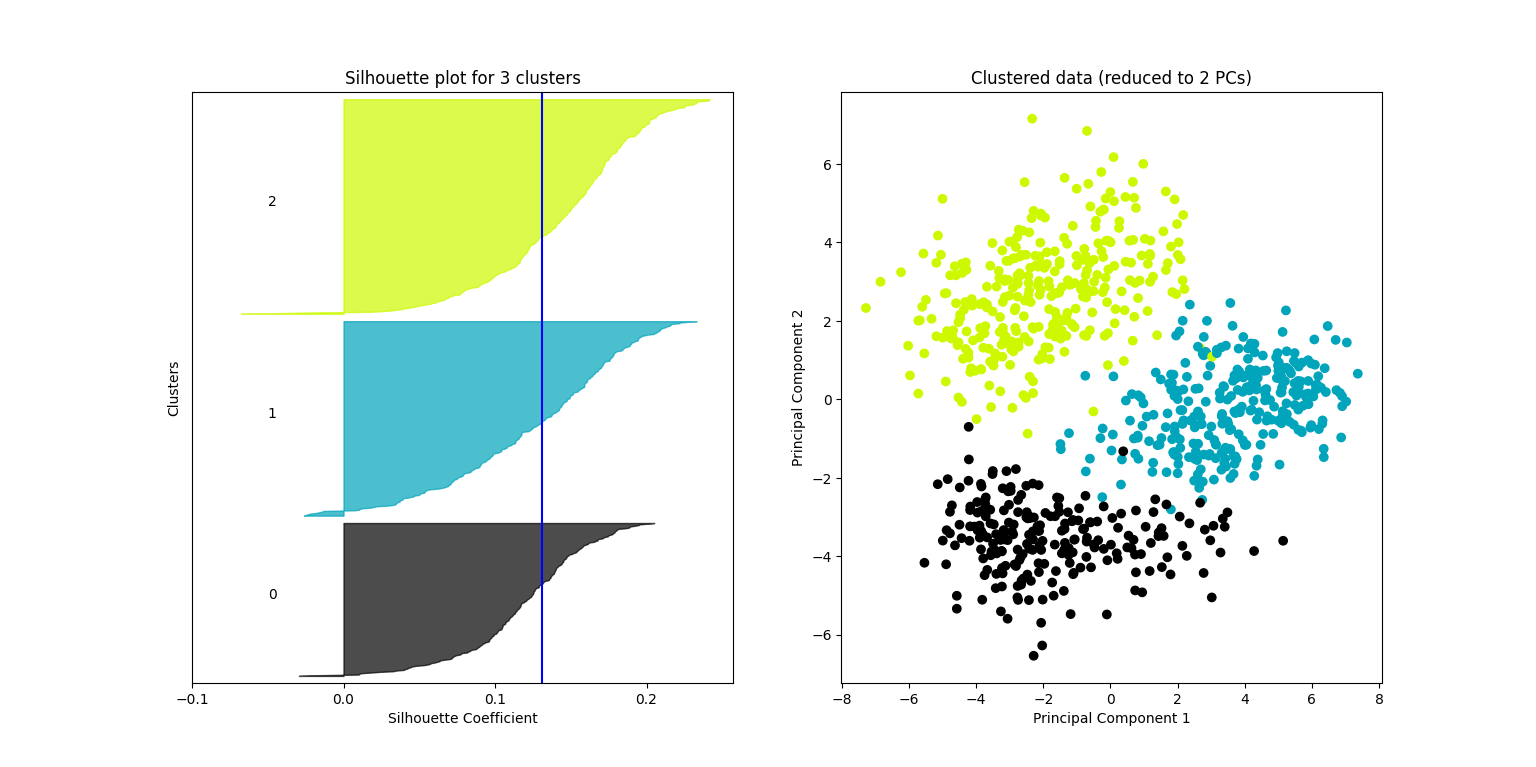 Silhouette plot for 3 clusters
Clusters
2
1
0
−0.1 0.0 0.1 0.2
Silhouette Coefficient
Clustered data (reduced to 2 PCs)
Principal Component 2
6
4
2
0
−2
−4
−6
−8 −6 −4 −2 0 2 4 6 8
Principal Component 1